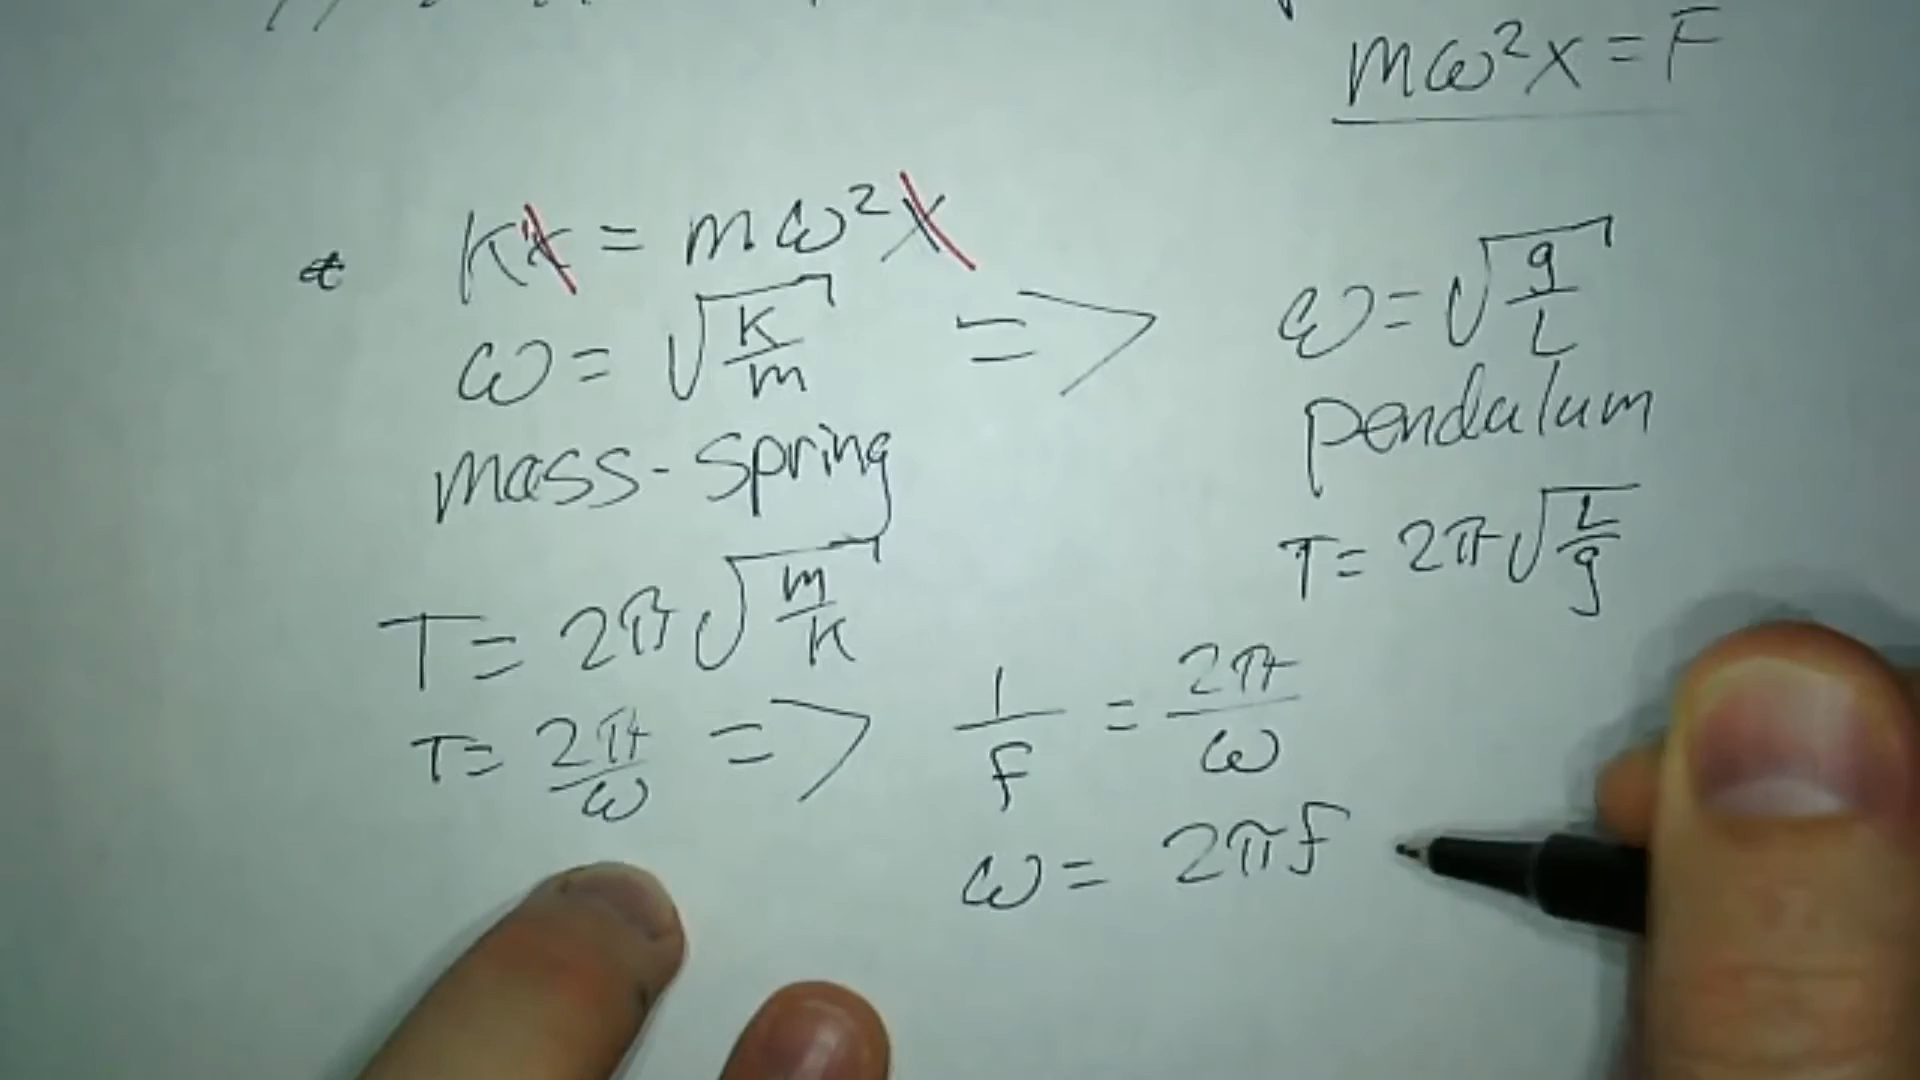 mω²x = F
kx = mω²x
ω = √(k/m) =>
mass-spring
T = 2π√(m/k)
T = 2π/ω => 1/f = 2π/ω
ω = 2πf
ω = √(g/L)
pendulum
T = 2π√(L/g)